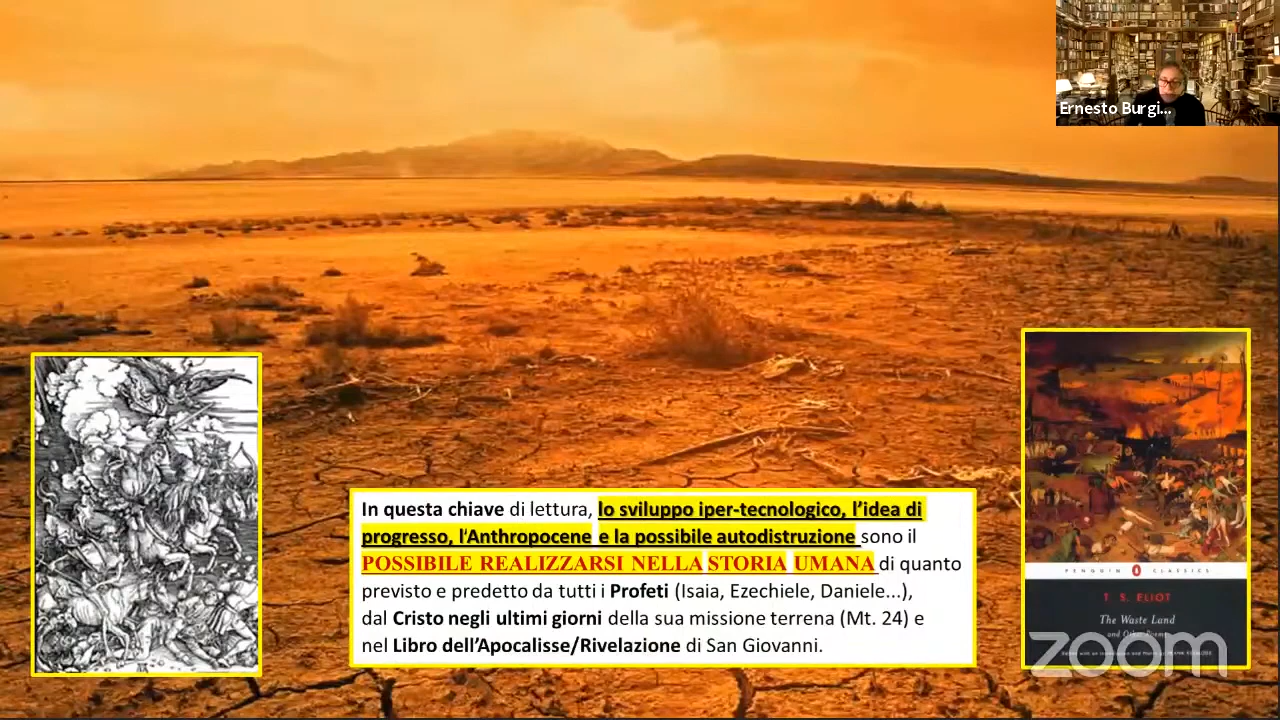 Ernesto Burgi...
In questa chiave di lettura, lo sviluppo iper-tecnologico, l’idea di
progresso, l'Anthropocene e la possibile autodistruzione sono il
POSSIBILE REALIZZARSI NELLA STORIA UMANA di quanto
previsto e predetto da tutti i Profeti (Isaia, Ezechiele, Daniele...),
dal Cristo negli ultimi giorni della sua missione terrena (Mt. 24) e
nel Libro dell’Apocalisse/Rivelazione di San Giovanni.
PENGUIN CLASSICS
T. S. ELIOT
The Waste Land
and Other Poems
zoom